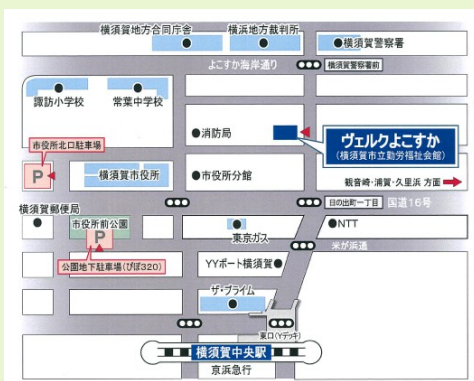 横須賀地方合同庁舎
横浜地方裁判所
横須賀警察署
よこすか海岸通り
横須賀警察署前
諏訪小学校
常葉中学校
消防局
ヴェルクよこすか
(横須賀市立勤労福祉会館)
市役所北口駐車場
P
横須賀市役所
市役所分館
観音崎・浦賀・久里浜 方面
日の出町一丁目
国道16号
横須賀郵便局
市役所前公園
P
東京ガス
NTT
米が浜通
公園地下駐車場(ぴぽ320)
YYポート横須賀
ザ・プライム
東口(Yデッキ)
横須賀中央駅
京浜急行